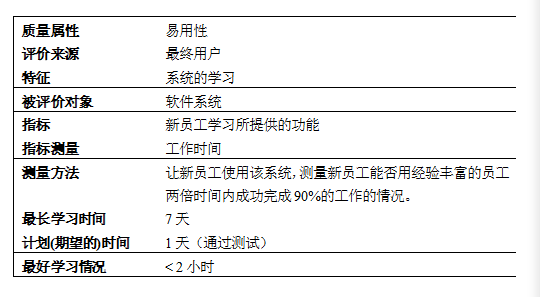 质量属性 易用性
评价来源 最终用户
特征 系统的学习
被评价对象 软件系统
指标 新员工学习所提供的功能
指标测量 工作时间
测量方法 让新员工使用该系统,测量新员工能否用经验丰富的员工
两倍时间内成功完成90%的工作的情况。
最长学习时间 7 天
计划(期望的)时间 1 天（通过测试）
最好学习情况 < 2 小时